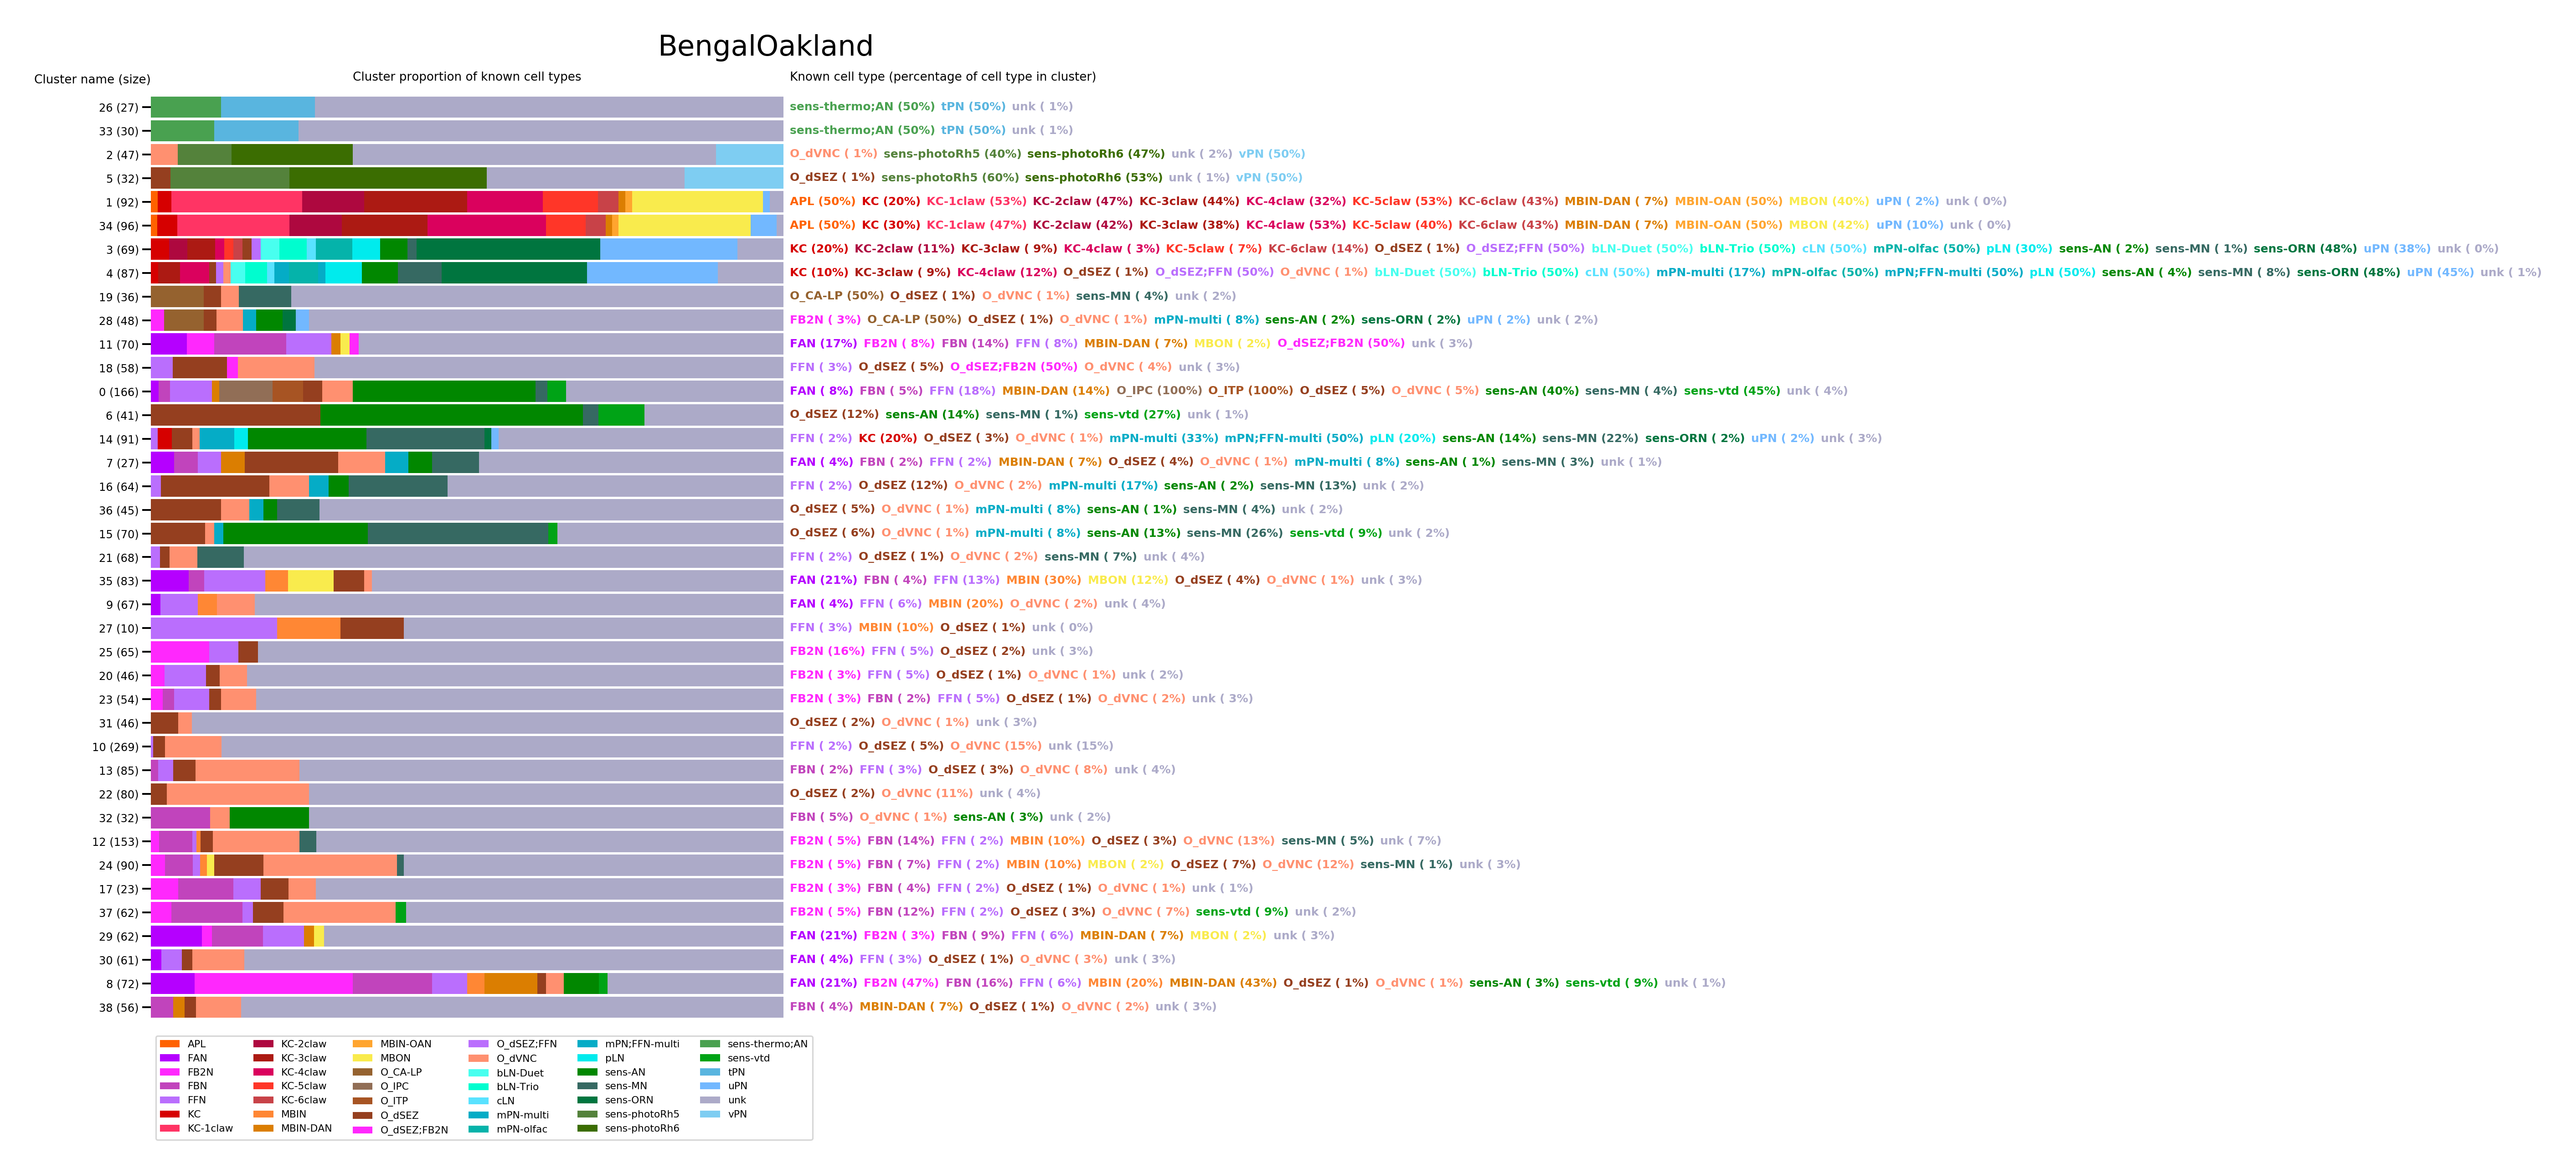 BengalOakland
Cluster name (size)
Cluster proportion of known cell types
Known cell type (percentage of cell type in cluster)
26 (27) sens-thermo;AN (50%) tPN (50%) unk ( 1%)
33 (30) sens-thermo;AN (50%) tPN (50%) unk ( 1%)
2 (47) O_dVNC ( 1%) sens-photoRh5 (40%) sens-photoRh6 (47%) unk ( 2%) vPN (50%)
5 (32) O_dSEZ ( 1%) sens-photoRh5 (60%) sens-photoRh6 (53%) unk ( 1%) vPN (50%)
1 (92) APL (50%) KC (20%) KC-1claw (53%) KC-2claw (47%) KC-3claw (44%) KC-4claw (32%) KC-5claw (53%) KC-6claw (43%) MBIN-DAN ( 7%) MBIN-OAN (50%) MBON (40%) uPN ( 2%) unk ( 0%)
34 (96) APL (50%) KC (30%) KC-1claw (47%) KC-2claw (42%) KC-3claw (38%) KC-4claw (53%) KC-5claw (40%) KC-6claw (43%) MBIN-DAN ( 7%) MBIN-OAN (50%) MBON (42%) uPN (10%) unk ( 0%)
3 (69) KC (20%) KC-2claw (11%) KC-3claw ( 9%) KC-4claw ( 3%) KC-5claw ( 7%) KC-6claw (14%) O_dSEZ ( 1%) O_dSEZ;FFN (50%) bLN-Duet (50%) bLN-Trio (50%) cLN (50%) mPN-olfac (50%) pLN (30%) sens-AN ( 2%) sens-MN ( 1%) sens-ORN (48%) uPN (38%) unk ( 0%)
4 (87) KC (10%) KC-3claw ( 9%) KC-4claw (12%) O_dSEZ ( 1%) O_dSEZ;FFN (50%) O_dVNC ( 1%) bLN-Duet (50%) bLN-Trio (50%) cLN (50%) mPN-multi (17%) mPN-olfac (50%) mPN;FFN-multi (50%) pLN (50%) sens-AN ( 4%) sens-MN ( 8%) sens-ORN (48%) uPN (45%) unk ( 1%)
19 (36) O_CA-LP (50%) O_dSEZ ( 1%) O_dVNC ( 1%) sens-MN ( 4%) unk ( 2%)
28 (48) FB2N ( 3%) O_CA-LP (50%) O_dSEZ ( 1%) O_dVNC ( 1%) mPN-multi ( 8%) sens-AN ( 2%) sens-ORN ( 2%) uPN ( 2%) unk ( 2%)
11 (70) FAN (17%) FB2N ( 8%) FBN (14%) FFN ( 8%) MBIN-DAN ( 7%) MBON ( 2%) O_dSEZ;FB2N (50%) unk ( 3%)
18 (58) FFN ( 3%) O_dSEZ ( 5%) O_dSEZ;FB2N (50%) O_dVNC ( 4%) unk ( 3%)
0 (166) FAN ( 8%) FBN ( 5%) FFN (18%) MBIN-DAN (14%) O_IPC (100%) O_ITP (100%) O_dSEZ ( 5%) O_dVNC ( 5%) sens-AN (40%) sens-MN ( 4%) sens-vtd (45%) unk ( 4%)
6 (41) O_dSEZ (12%) sens-AN (14%) sens-MN ( 1%) sens-vtd (27%) unk ( 1%)
14 (91) FFN ( 2%) KC (20%) O_dSEZ ( 3%) O_dVNC ( 1%) mPN-multi (33%) mPN;FFN-multi (50%) pLN (20%) sens-AN (14%) sens-MN (22%) sens-ORN ( 2%) uPN ( 2%) unk ( 3%)
7 (27) FAN ( 4%) FBN ( 2%) FFN ( 2%) MBIN-DAN ( 7%) O_dSEZ ( 4%) O_dVNC ( 1%) mPN-multi ( 8%) sens-AN ( 1%) sens-MN ( 3%) unk ( 1%)
16 (64) FFN ( 2%) O_dSEZ (12%) O_dVNC ( 2%) mPN-multi (17%) sens-AN ( 2%) sens-MN (13%) unk ( 2%)
36 (45) O_dSEZ ( 5%) O_dVNC ( 1%) mPN-multi ( 8%) sens-AN ( 1%) sens-MN ( 4%) unk ( 2%)
15 (70) O_dSEZ ( 6%) O_dVNC ( 1%) mPN-multi ( 8%) sens-AN (13%) sens-MN (26%) sens-vtd ( 9%) unk ( 2%)
21 (68) FFN ( 2%) O_dSEZ ( 1%) O_dVNC ( 2%) sens-MN ( 7%) unk ( 4%)
35 (83) FAN (21%) FBN ( 4%) FFN (13%) MBIN (30%) MBON (12%) O_dSEZ ( 4%) O_dVNC ( 1%) unk ( 3%)
9 (67) FAN ( 4%) FFN ( 6%) MBIN (20%) O_dVNC ( 2%) unk ( 4%)
27 (10) FFN ( 3%) MBIN (10%) O_dSEZ ( 1%) unk ( 0%)
25 (65) FB2N (16%) FFN ( 5%) O_dSEZ ( 2%) unk ( 3%)
20 (46) FB2N ( 3%) FFN ( 5%) O_dSEZ ( 1%) O_dVNC ( 1%) unk ( 2%)
23 (54) FB2N ( 3%) FBN ( 2%) FFN ( 5%) O_dSEZ ( 1%) O_dVNC ( 2%) unk ( 3%)
31 (46) O_dSEZ ( 2%) O_dVNC ( 1%) unk ( 3%)
10 (269) FFN ( 2%) O_dSEZ ( 5%) O_dVNC (15%) unk (15%)
13 (85) FBN ( 2%) FFN ( 3%) O_dSEZ ( 3%) O_dVNC ( 8%) unk ( 4%)
22 (80) O_dSEZ ( 2%) O_dVNC (11%) unk ( 4%)
32 (32) FBN ( 5%) O_dVNC ( 1%) sens-AN ( 3%) unk ( 2%)
12 (153) FB2N ( 5%) FBN (14%) FFN ( 2%) MBIN (10%) O_dSEZ ( 3%) O_dVNC (13%) sens-MN ( 5%) unk ( 7%)
24 (90) FB2N ( 5%) FBN ( 7%) FFN ( 2%) MBIN (10%) MBON ( 2%) O_dSEZ ( 7%) O_dVNC (12%) sens-MN ( 1%) unk ( 3%)
17 (23) FB2N ( 3%) FBN ( 4%) FFN ( 2%) O_dSEZ ( 1%) O_dVNC ( 1%) unk ( 1%)
37 (62) FB2N ( 5%) FBN (12%) FFN ( 2%) O_dSEZ ( 3%) O_dVNC ( 7%) sens-vtd ( 9%) unk ( 2%)
29 (62) FAN (21%) FB2N ( 3%) FBN ( 9%) FFN ( 6%) MBIN-DAN ( 7%) MBON ( 2%) unk ( 3%)
30 (61) FAN ( 4%) FFN ( 3%) O_dSEZ ( 1%) O_dVNC ( 3%) unk ( 3%)
8 (72) FAN (21%) FB2N (47%) FBN (16%) FFN ( 6%) MBIN (20%) MBIN-DAN (43%) O_dSEZ ( 1%) O_dVNC ( 1%) sens-AN ( 3%) sens-vtd ( 9%) unk ( 1%)
38 (56) FBN ( 4%) MBIN-DAN ( 7%) O_dSEZ ( 1%) O_dVNC ( 2%) unk ( 3%)
APL KC-2claw MBIN-OAN O_dSEZ;FFN mPN;FFN-multi sens-thermo;AN
FAN KC-3claw MBON O_dVNC pLN sens-vtd
FB2N KC-4claw O_CA-LP bLN-Duet sens-AN tPN
FBN KC-5claw O_IPC bLN-Trio sens-MN uPN
FFN KC-6claw O_ITP cLN sens-ORN unk
KC MBIN O_dSEZ mPN-multi sens-photoRh5 vPN
KC-1claw MBIN-DAN O_dSEZ;FB2N mPN-olfac sens-photoRh6